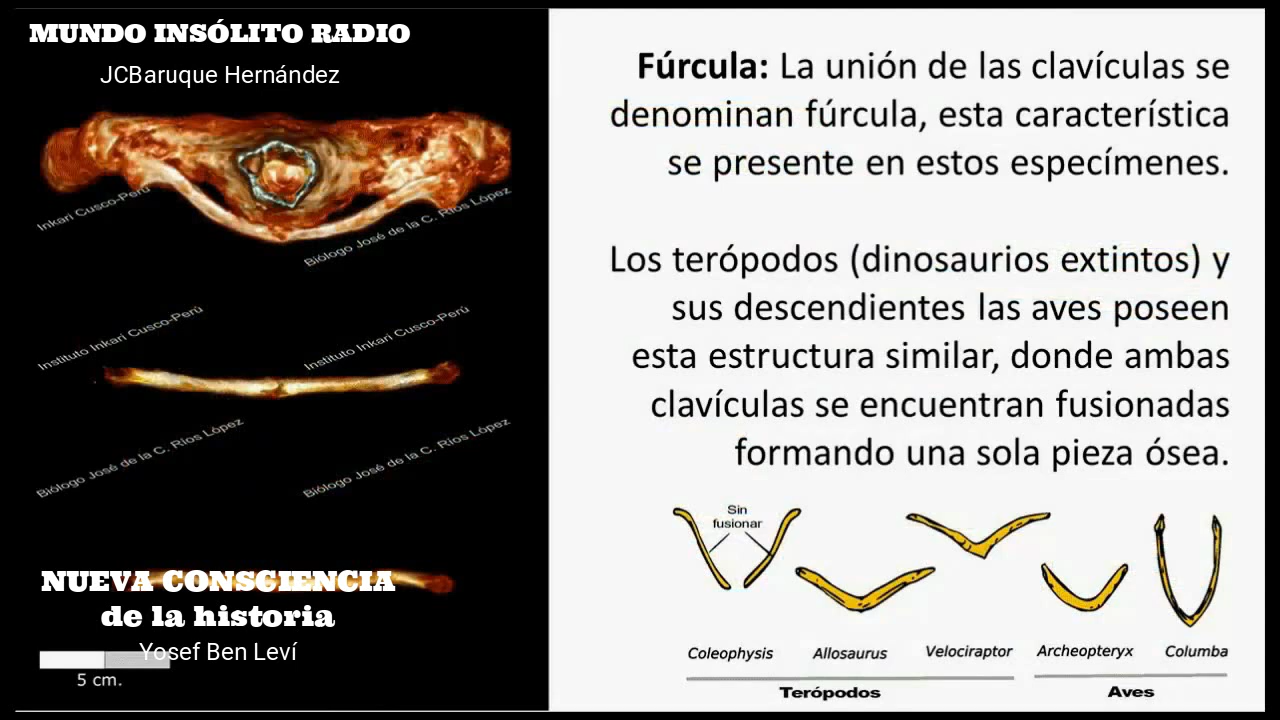 MUNDO INSÓLITO RADIO
JCBaruque Hernández
Inkari Cusco-Perú
Biólogo José de la C. Ríos López
Instituto Inkari Cusco-Perú
Instituto Inkari Cusco-Perú
Biólogo José de la C. Ríos López
Biólogo José de la C. Ríos López
NUEVA CONSCIENCIA
de la historia
Yosef Ben Leví
5 cm.
Fúrcula: La unión de las clavículas se
denominan fúrcula, esta característica
se presente en estos especímenes.
Los terópodos (dinosaurios extintos) y
sus descendientes las aves poseen
esta estructura similar, donde ambas
clavículas se encuentran fusionadas
formando una sola pieza ósea.
Sin
fusionar
Coleophysis Allosaurus Velociraptor Archeopteryx Columba
Terópodos Aves